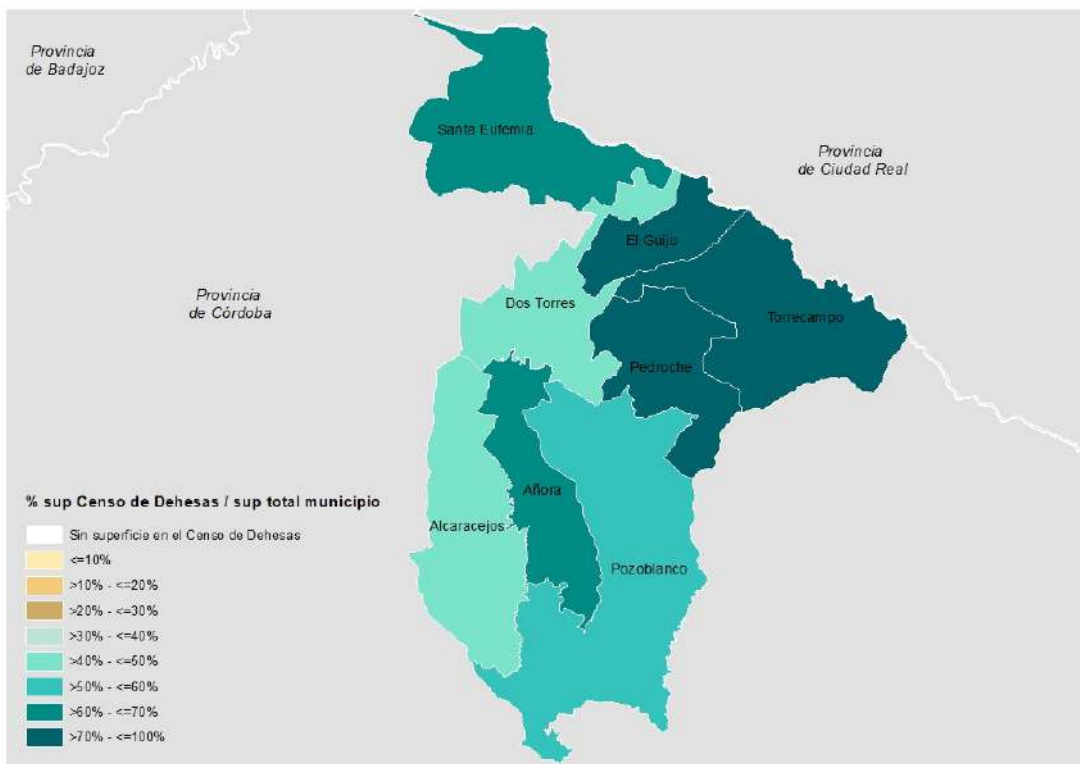 Provincia
de Badajoz
Santa Eufemia
Provincia
de Ciudad Real
El Guijo
Provincia
de Córdoba
Dos Torres
Torrecampo
Pedroche
% sup Censo de Dehesas / sup total municipio
Añora
Alcaracejos
Sin superficie en el Censo de Dehesas
<=10%
Pozoblanco
>10% - <=20%
>20% - <=30%
>30% - <=40%
>40% - <=50%
>50% - <=60%
>60% - <=70%
>70% - <=100%